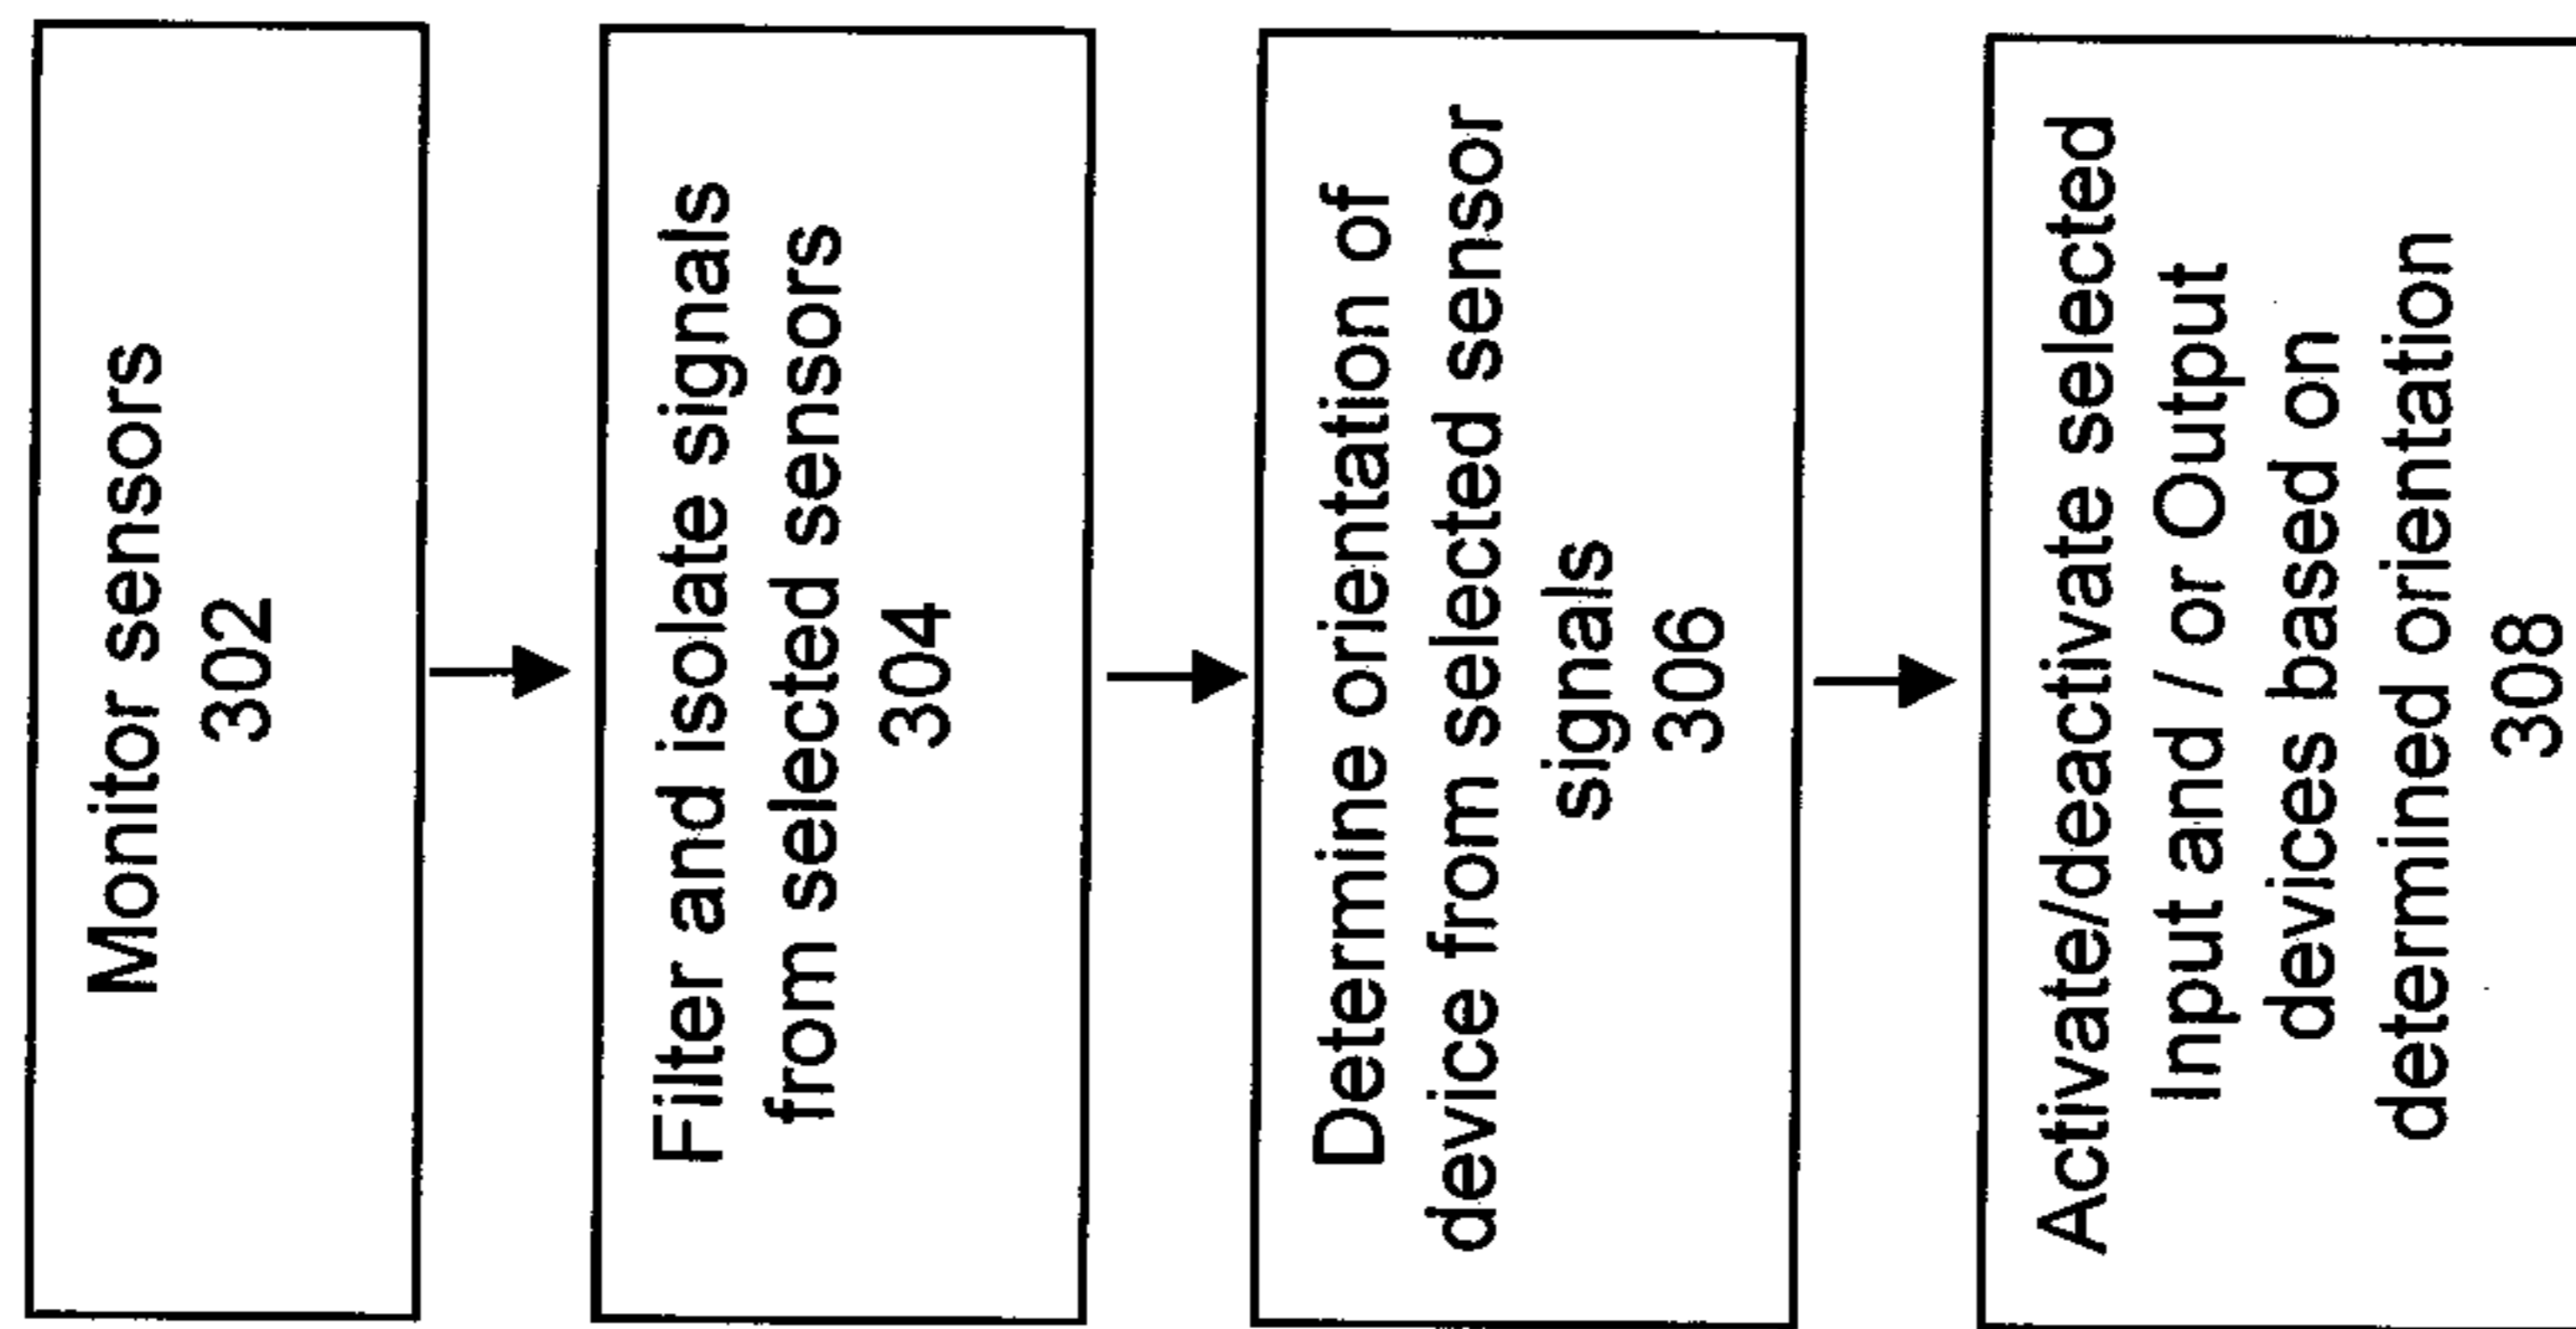 Monitor sensors
302
Filter and isolate signals
from selected sensors
304
Determine orientation of
device from selected sensor
signals
306
Activate/deactivate selected
Input and / or Output
devices based on
determined orientation
308